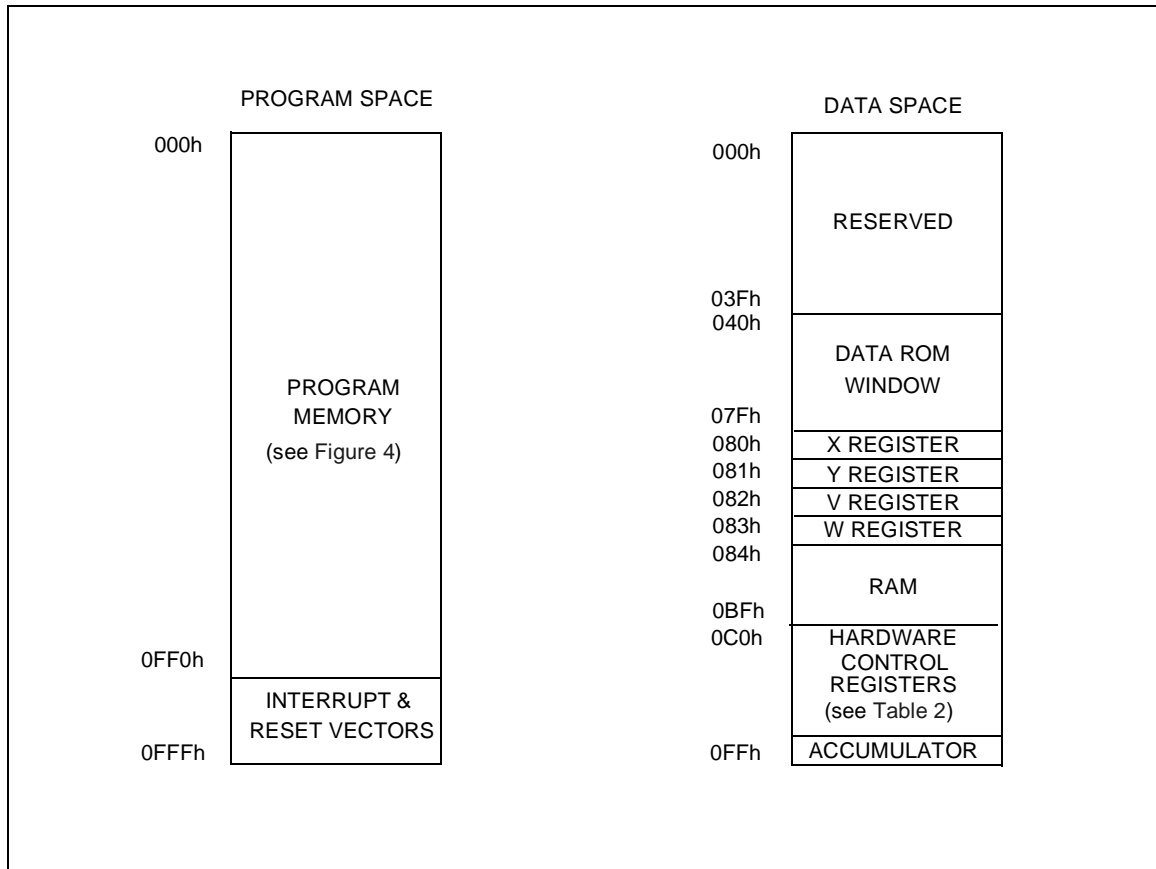 PROGRAM SPACE
000h
PROGRAM
MEMORY
(see Figure 4)
0FF0h
INTERRUPT &
RESET VECTORS
0FFFh
DATA SPACE
000h
RESERVED
03Fh
040h
DATA ROM
WINDOW
07Fh
080h X REGISTER
081h Y REGISTER
082h V REGISTER
083h W REGISTER
084h
RAM
0BFh
0C0h HARDWARE
CONTROL
REGISTERS
(see Table 2)
0FFh ACCUMULATOR